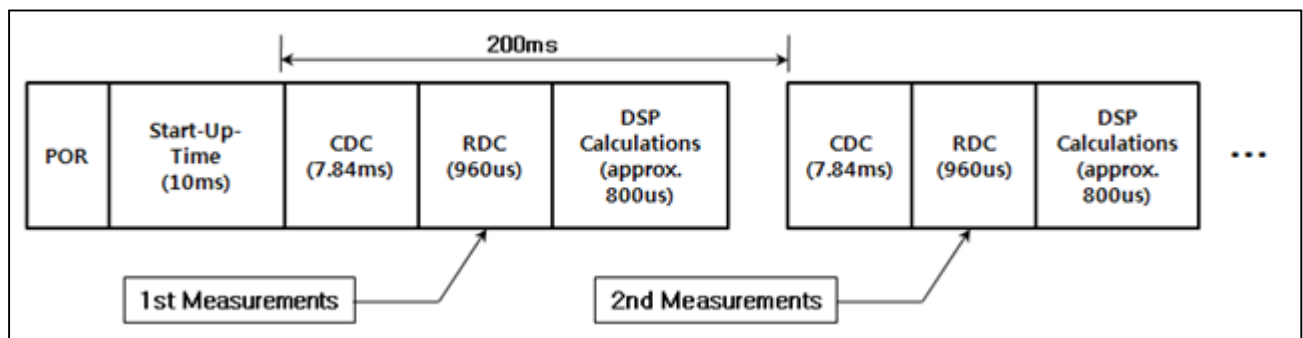 200ms
POR
Start-Up-
Time
(10ms)
CDC
(7.84ms)
RDC
(960us)
DSP
Calculations
(approx.
800us)
CDC
(7.84ms)
RDC
(960us)
DSP
Calculations
(approx.
800us)
...
1st Measurements
2nd Measurements